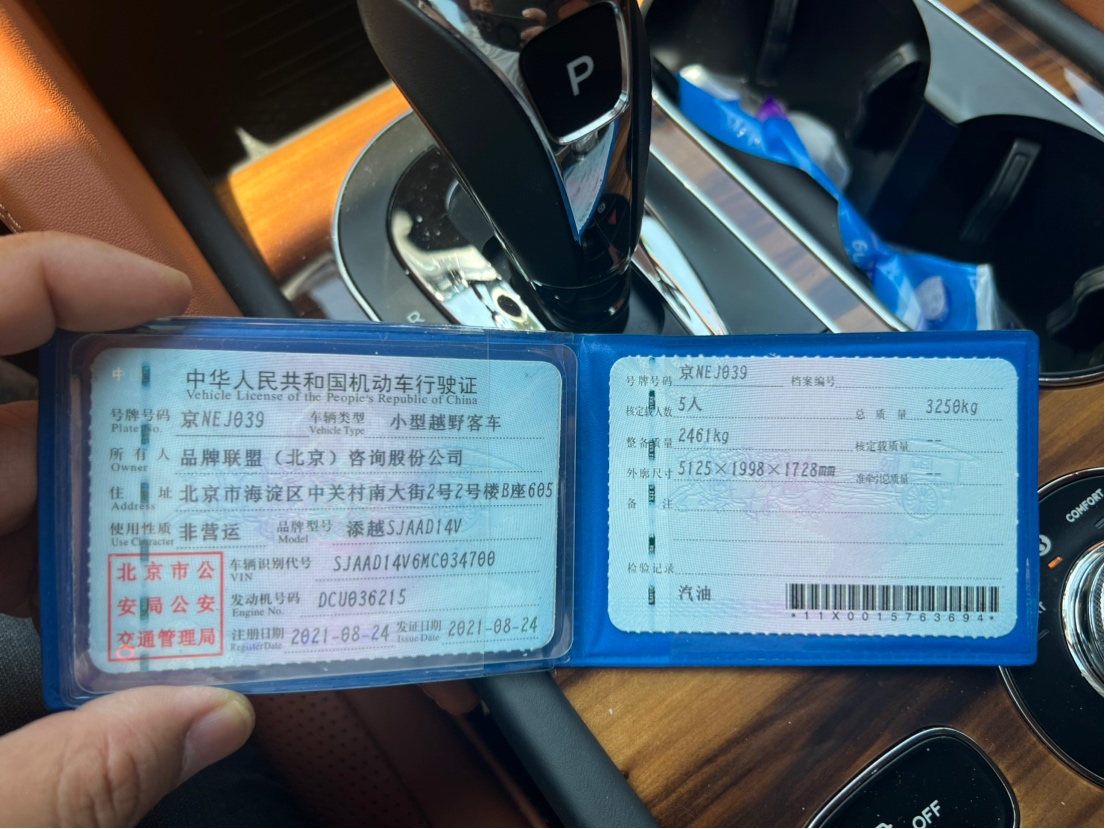 P
R
中
中华人民共和国机动车行驶证
Vehicle License of the People's Republic of China
号牌号码 京NEJ039 车辆类型 小型越野客车
Plate No. Vehicle Type
所有人 品牌联盟（北京）咨询股份公司
Owner
住址 北京市海淀区中关村南大街2号2号楼B座605
Address
使用性质 非营运 品牌型号 添越SJAAD14V
Use Character Model
北京市公
安局公安
交通管理局
车辆识别代号 SJAAD14V6MC034700
VIN
发动机号码 DCU036215
Engine No.
注册日期 2021-08-24 发证日期 2021-08-24
Register Date Issue Date
号牌号码 京NEJ039 档案编号
核定载人数 5人 总质量 3250kg
整备质量 2461kg 核定载质量 --
外廓尺寸 5125×1998×1728mm 准牵引总质量 --
备注
检验记录
汽油
*11X0015763694*
COMFORT
OFF